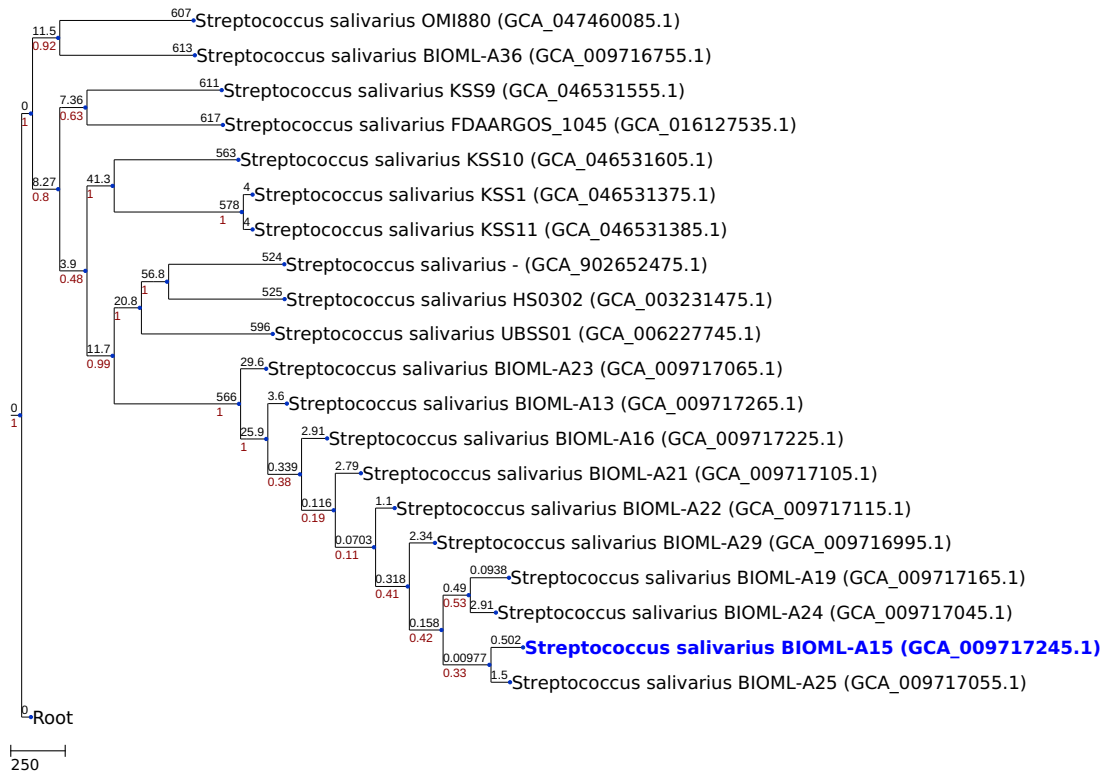 607 Streptococcus salivarius OMI880 (GCA_047460085.1)
11.5
0.92
613 Streptococcus salivarius BIOML-A36 (GCA_009716755.1)
611 Streptococcus salivarius KSS9 (GCA_046531555.1)
0
7.36
1
0.63
617 Streptococcus salivarius FDAARGOS_1045 (GCA_016127535.1)
563 Streptococcus salivarius KSS10 (GCA_046531605.1)
8.27
41.3
0.8
1
4 Streptococcus salivarius KSS1 (GCA_046531375.1)
578
1
4 Streptococcus salivarius KSS11 (GCA_046531385.1)
524 Streptococcus salivarius - (GCA_902652475.1)
3.9
56.8
0.48
1
525 Streptococcus salivarius HS0302 (GCA_003231475.1)
20.8
1
596 Streptococcus salivarius UBSS01 (GCA_006227745.1)
11.7
0.99
29.6 Streptococcus salivarius BIOML-A23 (GCA_009717065.1)
566
1
3.6 Streptococcus salivarius BIOML-A13 (GCA_009717265.1)
0
1
25.9
1
2.91 Streptococcus salivarius BIOML-A16 (GCA_009717225.1)
0.339
0.38
2.79 Streptococcus salivarius BIOML-A21 (GCA_009717105.1)
0.116
0.19
1.1 Streptococcus salivarius BIOML-A22 (GCA_009717115.1)
0.0703
0.11
2.34 Streptococcus salivarius BIOML-A29 (GCA_009716995.1)
0.318
0.41
0.0938 Streptococcus salivarius BIOML-A19 (GCA_009717165.1)
0.49
0.53
2.91 Streptococcus salivarius BIOML-A24 (GCA_009717045.1)
0.158
0.42
0.502 Streptococcus salivarius BIOML-A15 (GCA_009717245.1)
0.00977
0.33
1.5 Streptococcus salivarius BIOML-A25 (GCA_009717055.1)
0 Root
250